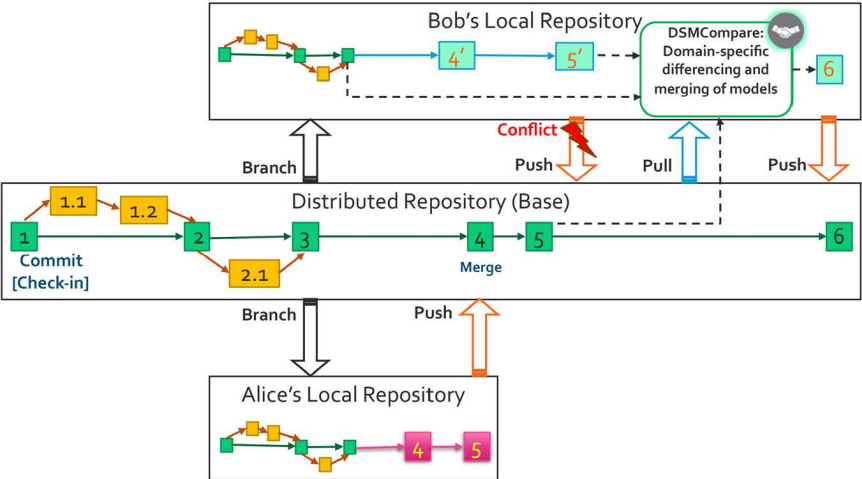 Bob's Local Repository
DSMCompare:
Domain-specific
differencing and
merging of models
4′
5′
6
Conflict
Branch
Push
Pull
Push
Distributed Repository (Base)
1.1
1.2
1
2
3
4
5
6
Commit
[Check-in]
2.1
Merge
Branch
Push
Alice's Local Repository
4
5